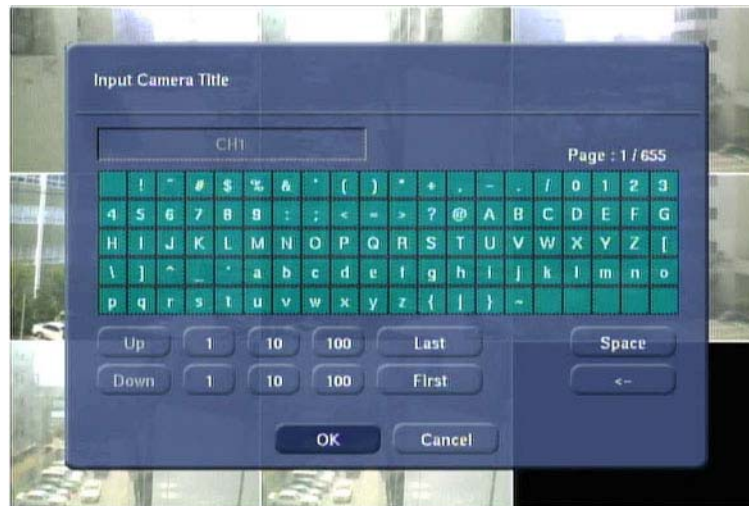 Input Camera Title
CH1
Page : 1 / 655
! " # $ % & ' ( ) * + , - . / 0 1 2 3
4 5 6 7 8 9 : ; < = > ? @ A B C D E F G
H I J K L M N O P Q R S T U V W X Y Z [
\ ] ^ _ ` a b c d e f g h i j k l m n o
p q r s t u v w x y z { | } ~
Up 1 10 100 Last Space
Down 1 10 100 First <-
OK Cancel